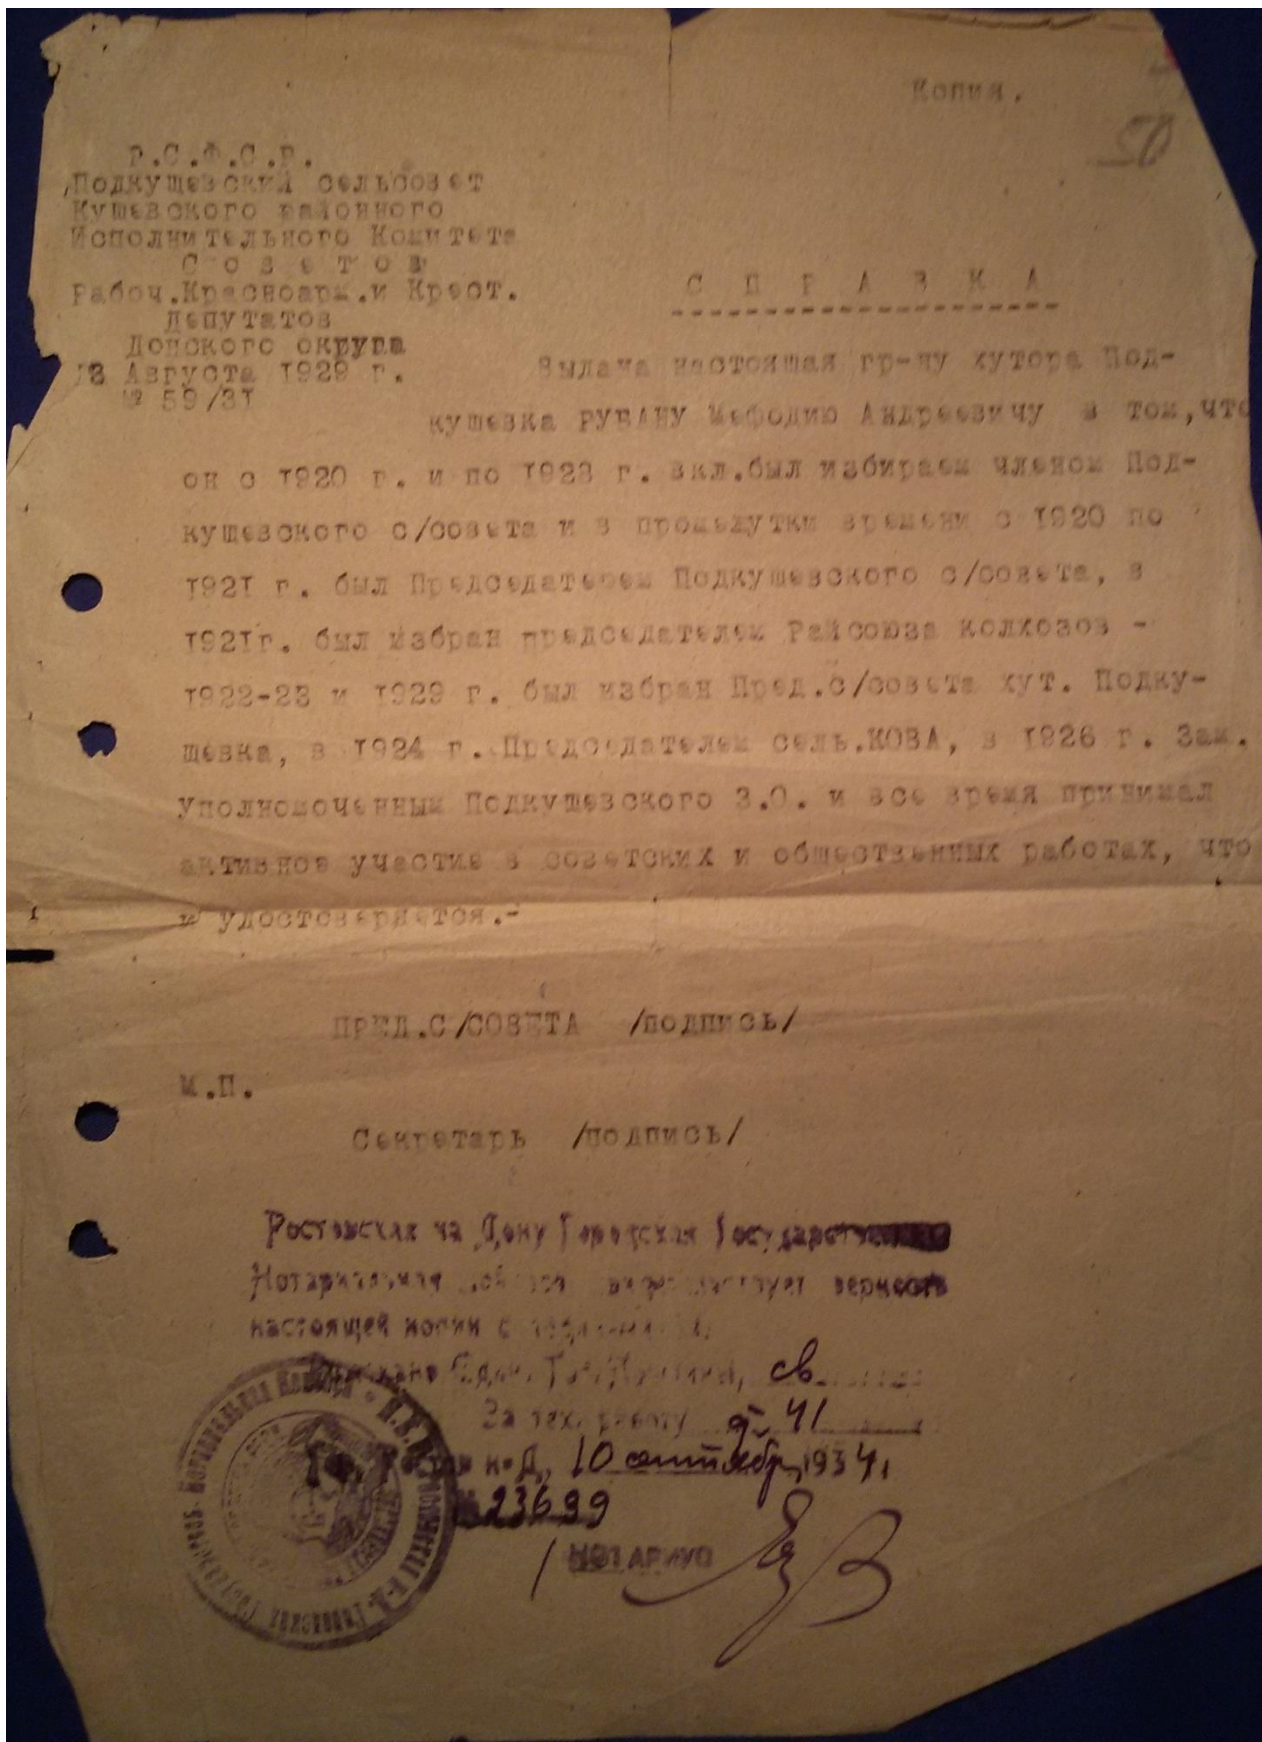 Копия.
50
Р.С.Ф.С.Р.
Подкущевский сельсовет
Кущевского районного
Исполнительного Комитета
Советов
Рабоч.Красноарм.и Крест.
Депутатов
Донского округа
13 Августа 1929 г.
№ 59/31
СПРАВКА
Выдана настоящая гр-ну хутора Под-
кущевка РУБАНУ Мефодию Андреевичу в том,что
он с 1920 г. и по 1928 г. вкл.был избираем членом Под-
кущевского с/совета и в промежутки времени с 1920 по
1921 г. был Председателем Подкущевского с/совета, в
1921г. был избран председателем Райсоюза колхозов -
1922-23 и 1929 г. был избран Пред.с/совета хут. Подку-
щевка, в 1924 г. Председателем сель.КОВА, в 1926 г. Зам.
Уполномоченным Подкущевского З.О. и все время принимал
активное участие в советских и общественных работах, что
и удостоверяется.-
ПРЕД.С/СОВЕТА /подпись/
М.П.
Секретарь /подпись/
Ростовская на Дону Городская Государственная
Нотариальная верность
настоящей копии с
св
За тех. работу 41
н-Д, 10 сентября 1934 г.
№ 23699
НОТАРИУС